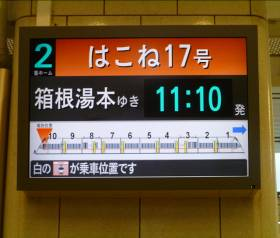 2 はこね17号
番ホーム
箱根湯本ゆき 11:10発
10 9 8 7 6 5 4 3 2 1
白の が乗車位置です